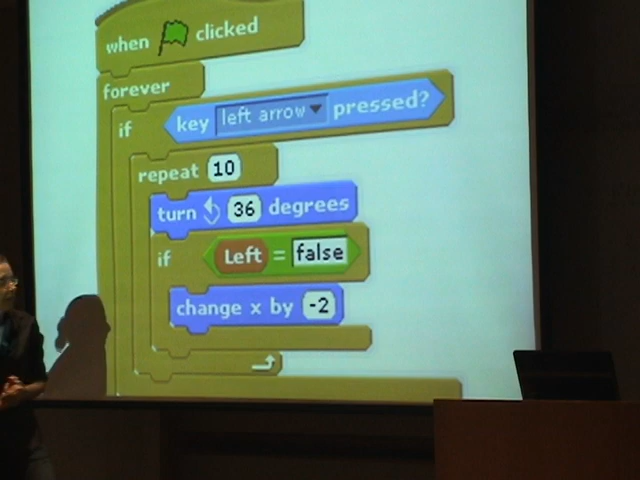 when clicked
forever
if key left arrow pressed?
repeat 10
turn 36 degrees
if Left = false
change x by -2